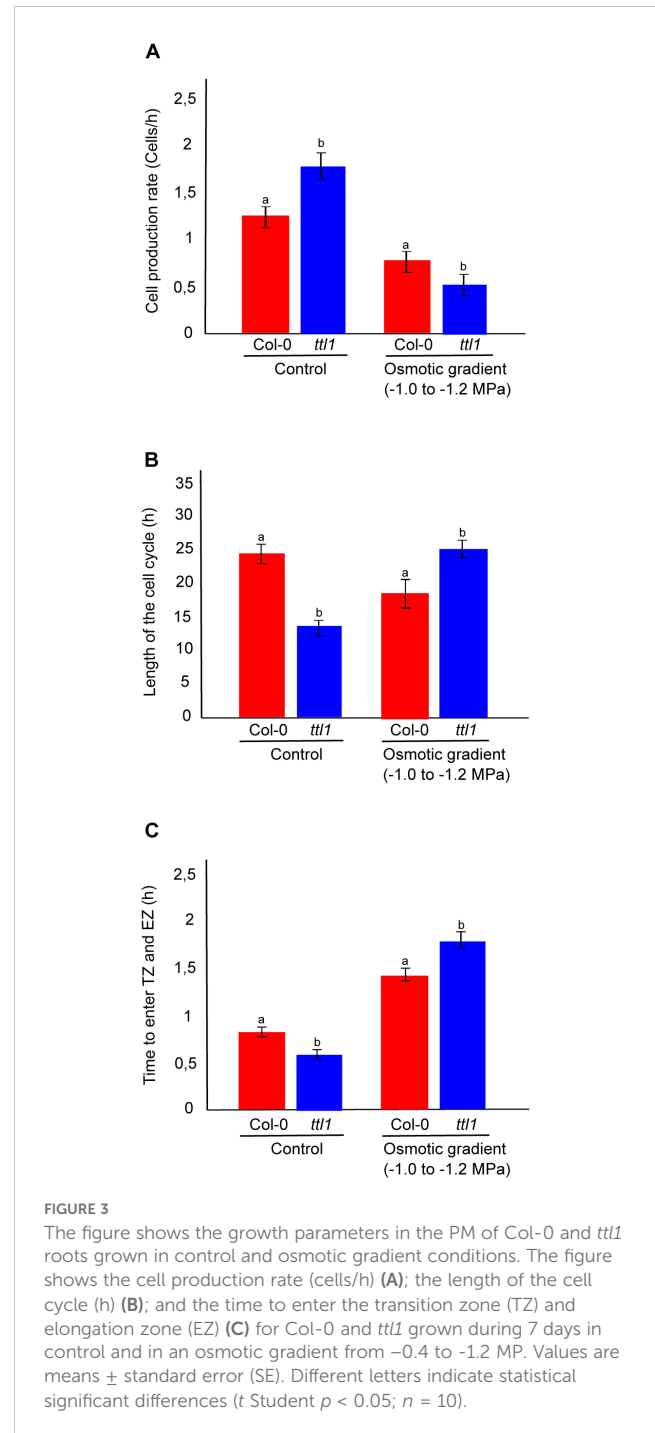 A
Cell production rate (Cells/h)
2,5
2
1,5
1
0,5
0
a
b
a
b
Col-0 ttl1 Col-0 ttl1
Control Osmotic gradient
(-1.0 to -1.2 MPa)
B
Length of the cell cycle (h)
35
30
25
20
15
10
5
0
a
b
a
b
Col-0 ttl1 Col-0 ttl1
Control Osmotic gradient
(-1.0 to -1.2 MPa)
C
Time to enter TZ and EZ (h)
2,5
2
1,5
1
0,5
0
a
b
a
b
Col-0 ttl1 Col-0 ttl1
Control Osmotic gradient
(-1.0 to -1.2 MPa)
FIGURE 3
The figure shows the growth parameters in the PM of Col-0 and ttl1
roots grown in control and osmotic gradient conditions. The figure
shows the cell production rate (cells/h) (A); the length of the cell
cycle (h) (B); and the time to enter the transition zone (TZ) and
elongation zone (EZ) (C) for Col-0 and ttl1 grown during 7 days in
control and in an osmotic gradient from −0.4 to -1.2 MP. Values are
means ± standard error (SE). Different letters indicate statistical
significant differences (t Student p < 0.05; n = 10).